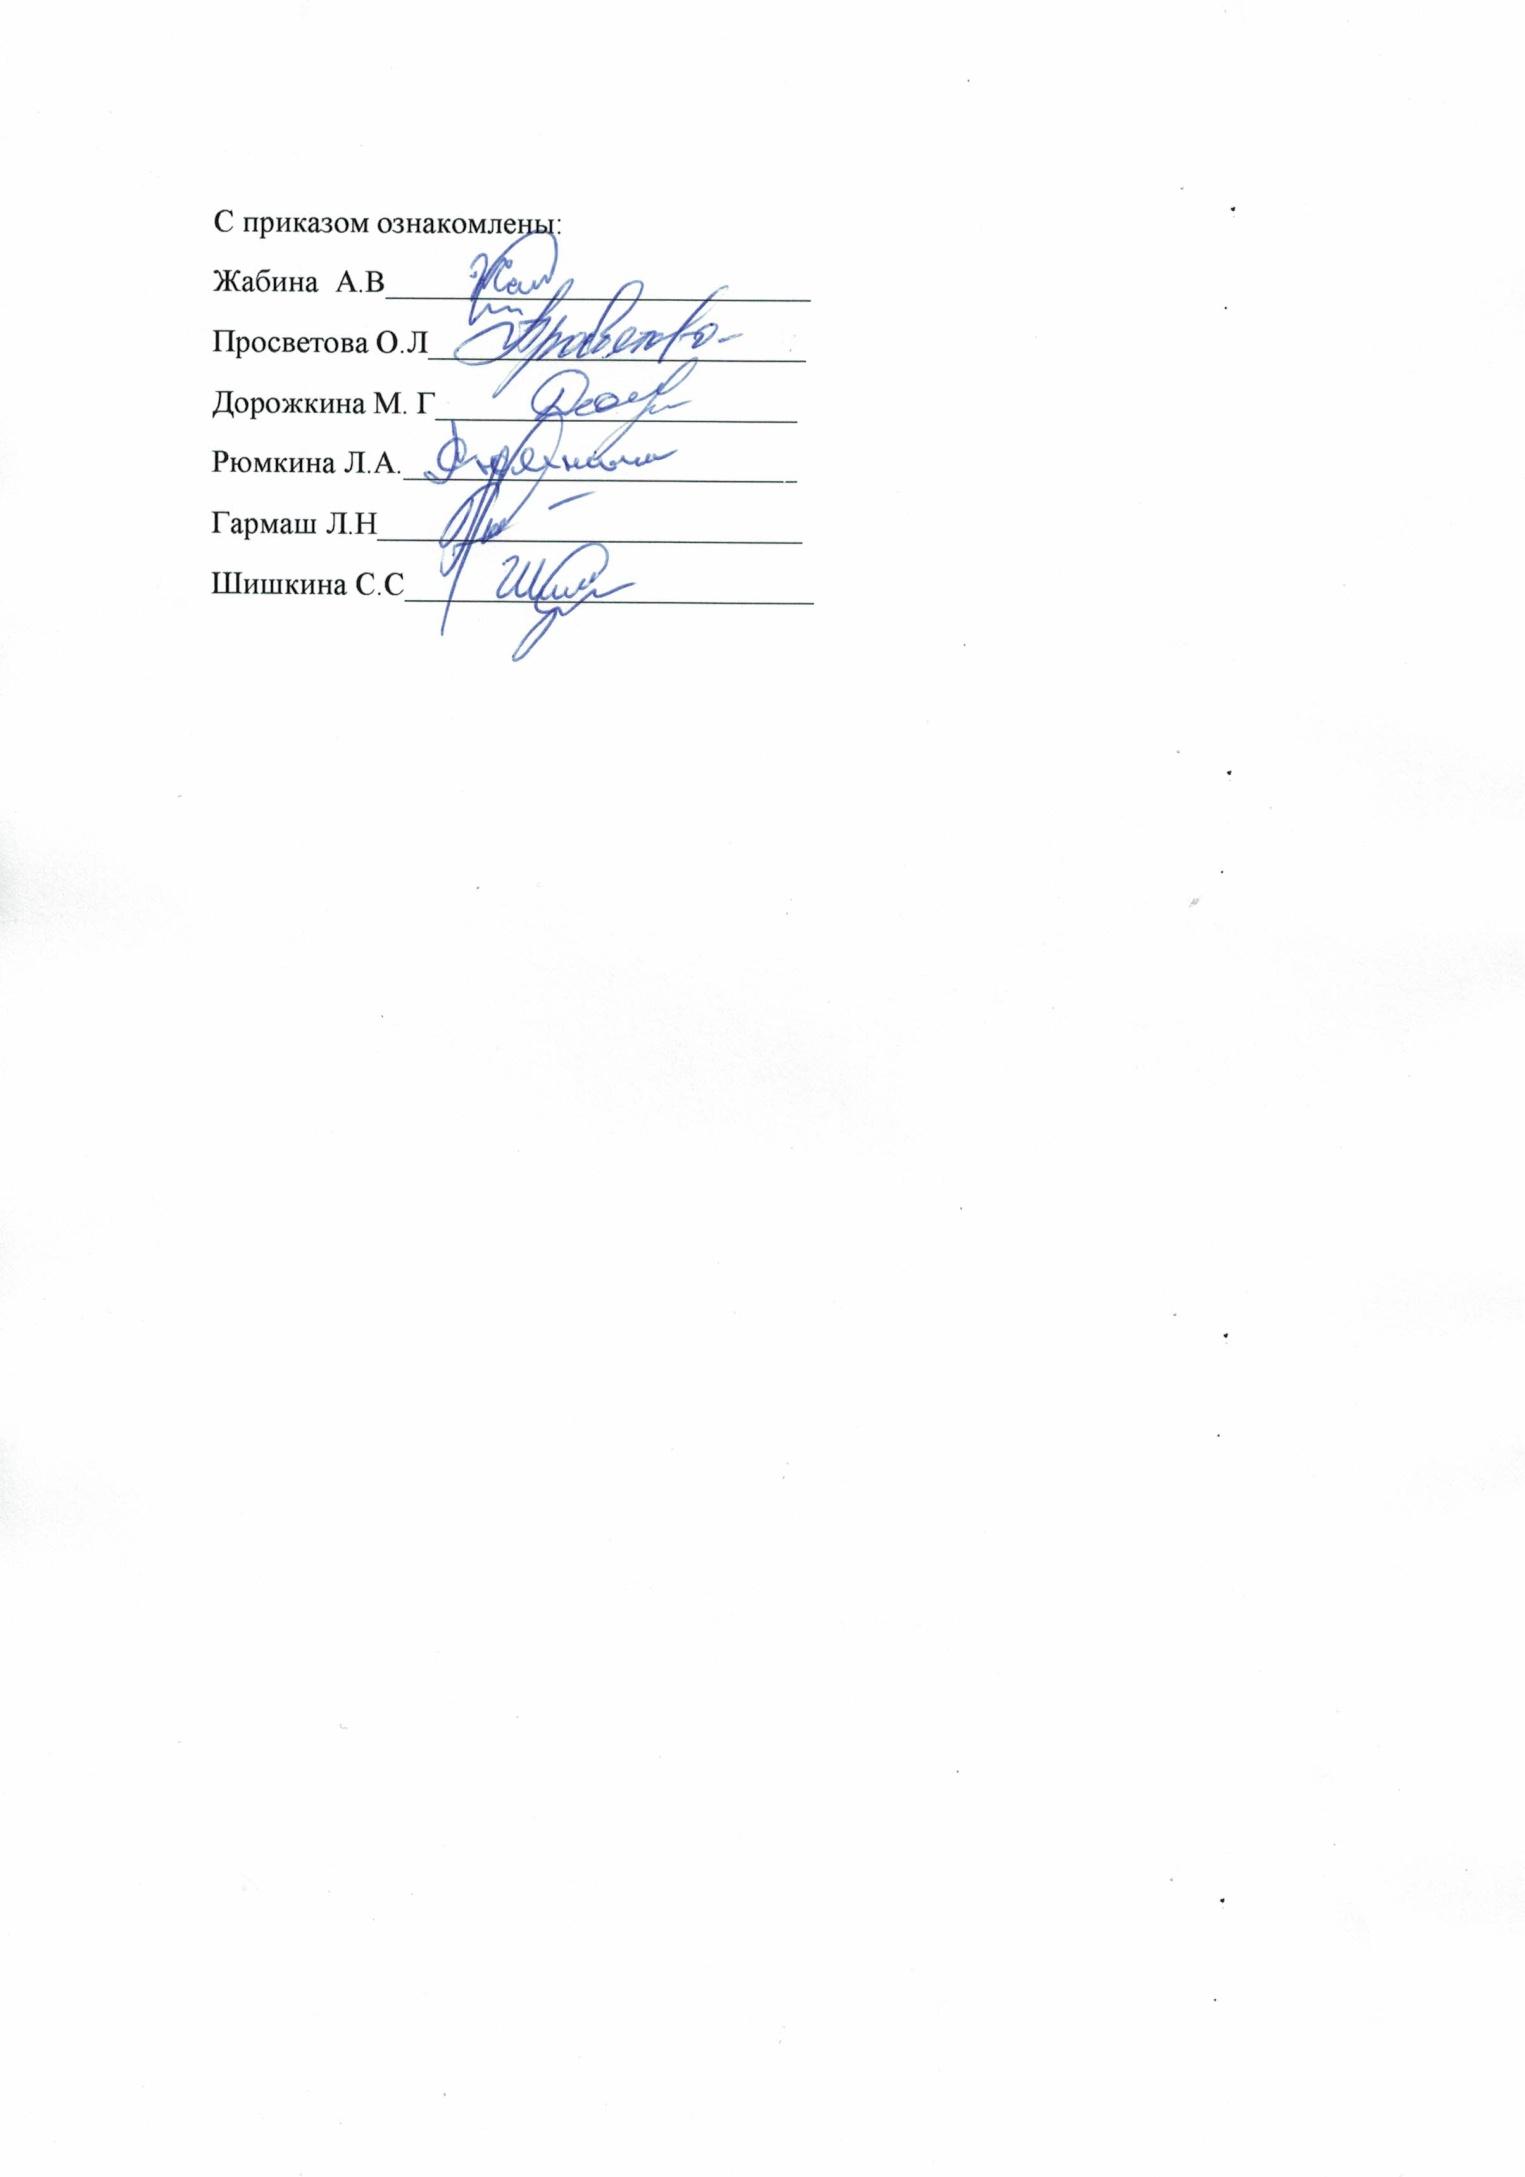 С приказом ознакомлены:
Жабина А.В
Просветова О.Л
Дорожкина М. Г
Рюмкина Л.А.
Гармаш Л.Н
Шишкина С.С